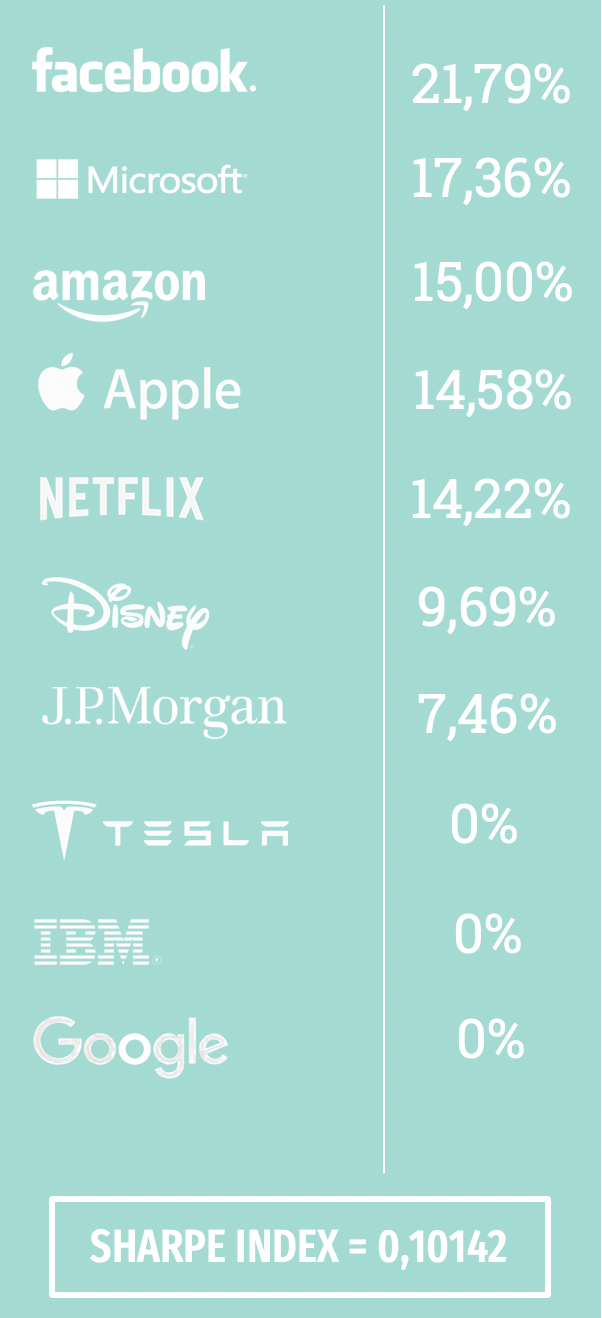 facebook.
21,79%
Microsoft
17,36%
amazon
15,00%
Apple
14,58%
NETFLIX
14,22%
Disney
9,69%
J.P.Morgan
7,46%
TESLA
0%
IBM®
0%
Google
0%
SHARPE INDEX = 0,10142